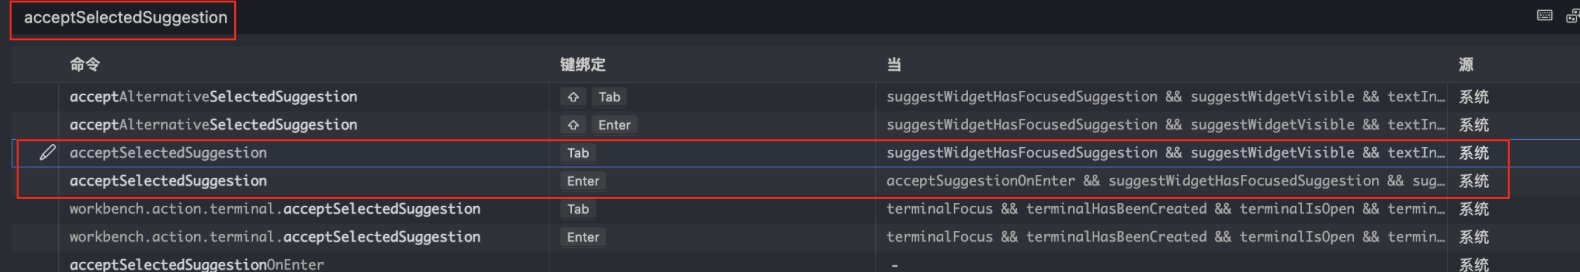 acceptSelectedSuggestion
命令 键绑定 当 源
acceptAlternativeSelectedSuggestion ⇧ Tab suggestWidgetHasFocusedSuggestion && suggestWidgetVisible && textIn… 系统
acceptAlternativeSelectedSuggestion ⇧ Enter suggestWidgetHasFocusedSuggestion && suggestWidgetVisible && textIn… 系统
acceptSelectedSuggestion Tab suggestWidgetHasFocusedSuggestion && suggestWidgetVisible && textIn… 系统
acceptSelectedSuggestion Enter acceptSuggestionOnEnter && suggestWidgetHasFocusedSuggestion && sug… 系统
workbench.action.terminal.acceptSelectedSuggestion Tab terminalFocus && terminalHasBeenCreated && terminalIsOpen && termin… 系统
workbench.action.terminal.acceptSelectedSuggestion Enter terminalFocus && terminalHasBeenCreated && terminalIsOpen && termin… 系统
acceptSelectedSuggestionOnEnter - 系统